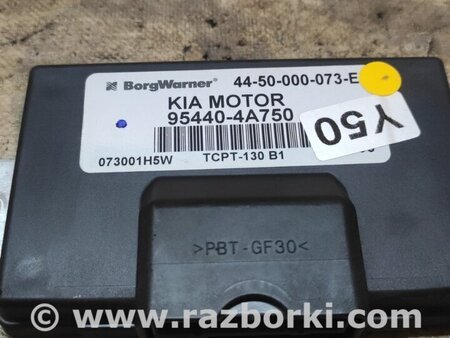 BorgWarner 44-50-000-073-E
KIA MOTOR
95440-4A750
Y50
073001H5W TCPT-130 B1
>PBT-GF30<
© www.razborki.com